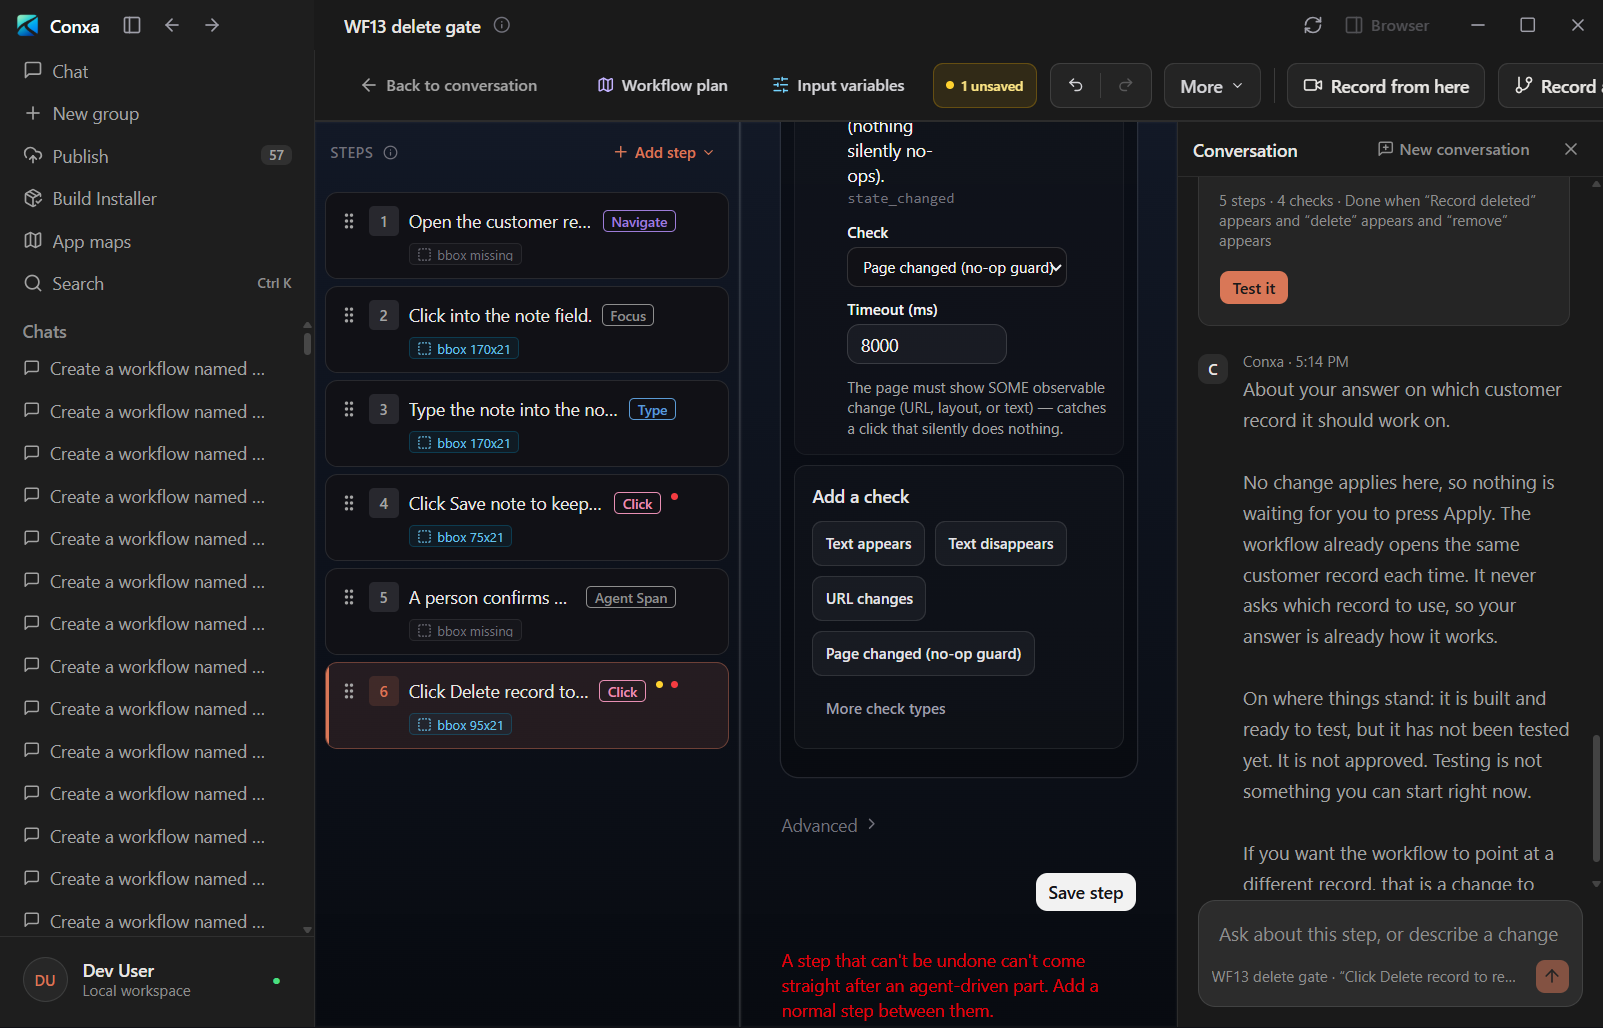 Conxa
Chat
New group
Publish 57
Build Installer
App maps
Search Ctrl K
Chats
Create a workflow named ...
Create a workflow named ...
Create a workflow named ...
Create a workflow named ...
Create a workflow named ...
Create a workflow named ...
Create a workflow named ...
Create a workflow named ...
Create a workflow named ...
Create a workflow named ...
Create a workflow named ...
Create a workflow named ...
Create a workflow named ...
Create a workflow named ...
DU
Dev User
Local workspace
WF13 delete gate
Browser
Back to conversation
Workflow plan
Input variables
1 unsaved
More
Record from here
Record
STEPS
Add step
1 Open the customer re... Navigate
bbox missing
2 Click into the note field. Focus
bbox 170x21
3 Type the note into the no... Type
bbox 170x21
4 Click Save note to keep... Click
bbox 75x21
5 A person confirms ... Agent Span
bbox missing
6 Click Delete record to... Click
bbox 95x21
(nothing
silently no-
ops).
state_changed
Check
Page changed (no-op guard)
Timeout (ms)
8000
The page must show SOME observable
change (URL, layout, or text) — catches
a click that silently does nothing.
Add a check
Text appears
Text disappears
URL changes
Page changed (no-op guard)
More check types
Advanced
Save step
A step that can't be undone can't come
straight after an agent-driven part. Add a
normal step between them.
Conversation
New conversation
5 steps · 4 checks · Done when “Record deleted”
appears and “delete” appears and “remove”
appears
Test it
C
Conxa · 5:14 PM
About your answer on which customer
record it should work on.
No change applies here, so nothing is
waiting for you to press Apply. The
workflow already opens the same
customer record each time. It never
asks which record to use, so your
answer is already how it works.
On where things stand: it is built and
ready to test, but it has not been tested
yet. It is not approved. Testing is not
something you can start right now.
If you want the workflow to point at a
different record, that is a change to
Ask about this step, or describe a change
WF13 delete gate · “Click Delete record to re...